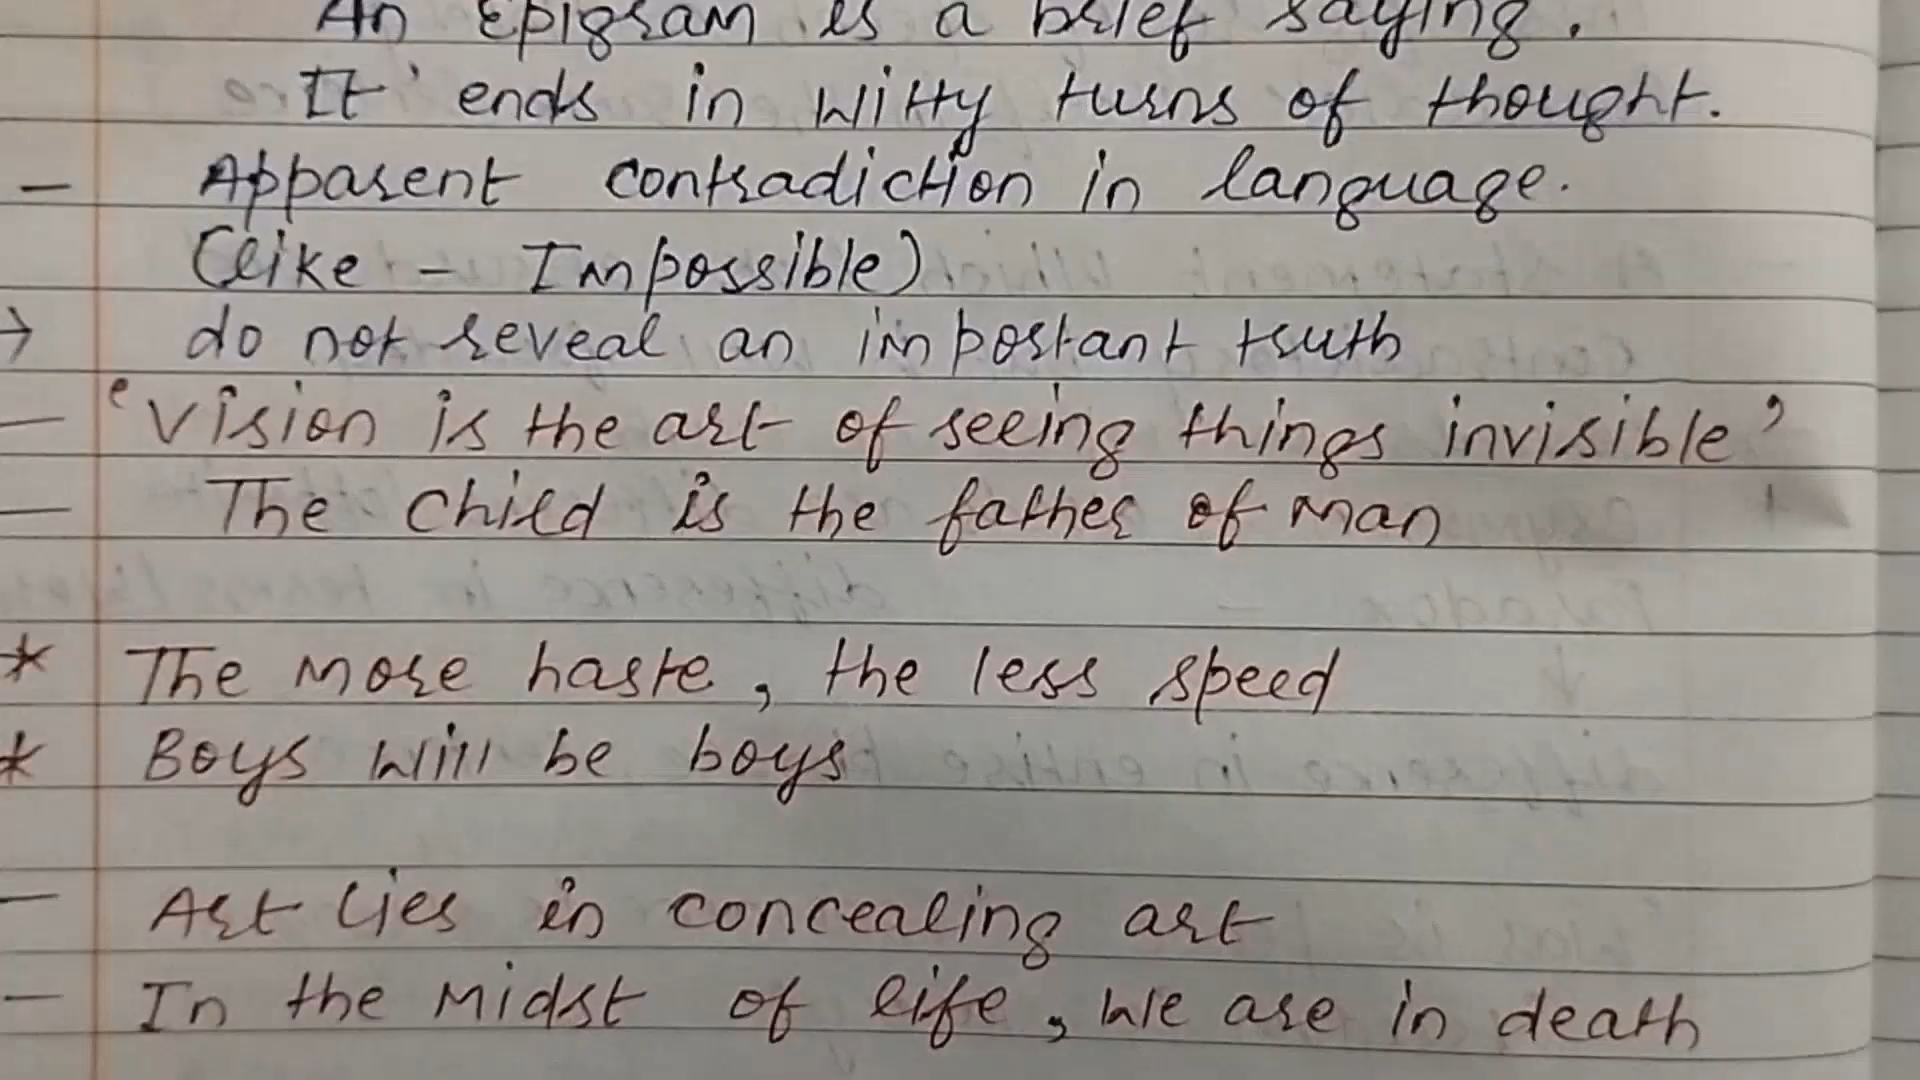 An Epigram is a brief saying.
It ends in witty turns of thought.
- Apparent contradiction in language.
(like - Impossible)
→ do not reveal an important truth
- 'Vision is the art of seeing things invisible'
- The child is the father of man
* The more haste, the less speed
* Boys will be boys
- Art lies in concealing art
- In the midst of life, we are in death